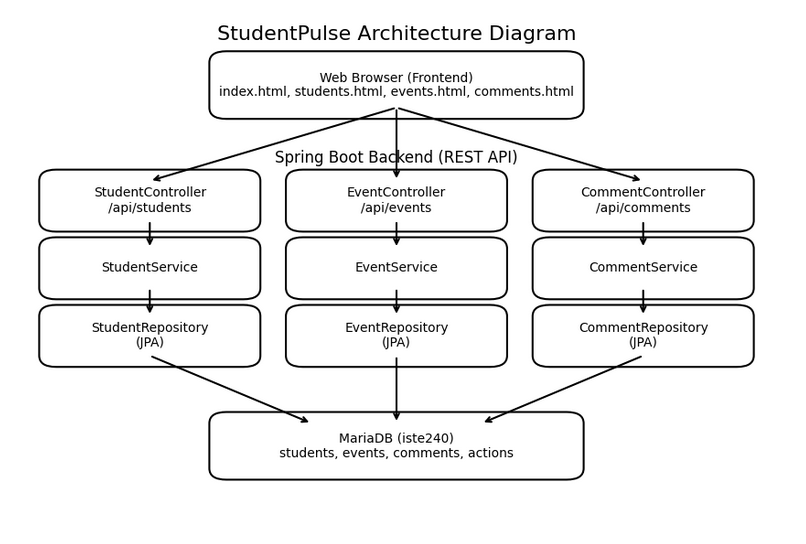 StudentPulse Architecture Diagram
Web Browser (Frontend)
index.html, students.html, events.html, comments.html
Spring Boot Backend (REST API)
StudentController
/api/students
EventController
/api/events
CommentController
/api/comments
StudentService
EventService
CommentService
StudentRepository
(JPA)
EventRepository
(JPA)
CommentRepository
(JPA)
MariaDB (iste240)
students, events, comments, actions